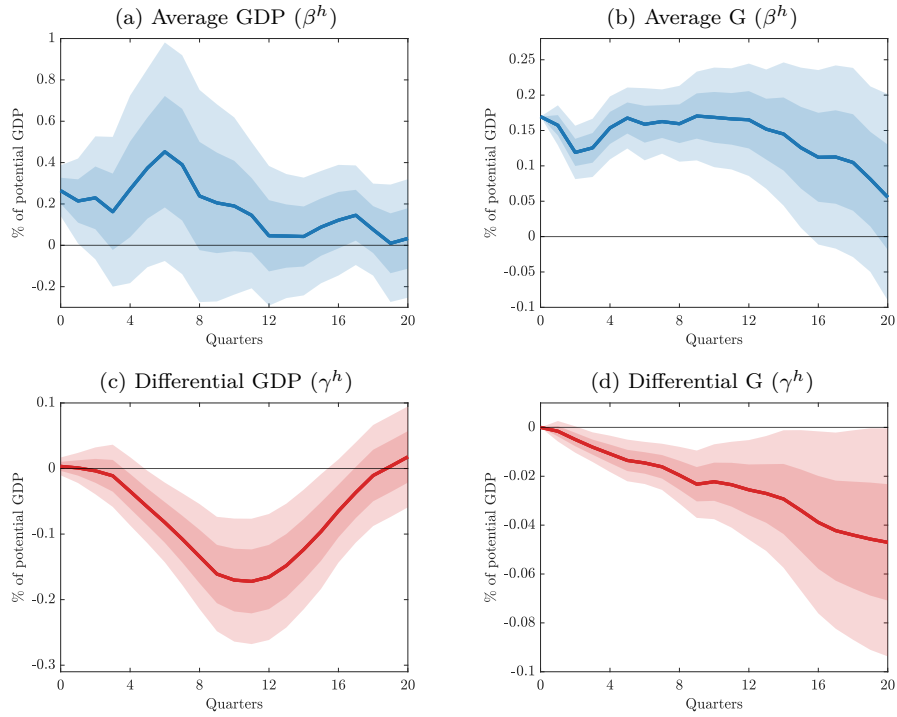 (a) Average GDP (β^h)
% of potential GDP
1
0.8
0.6
0.4
0.2
0
-0.2
0 4 8 12 16 20
Quarters
(b) Average G (β^h)
% of potential GDP
0.25
0.2
0.15
0.1
0.05
0
-0.05
-0.1
0 4 8 12 16 20
Quarters
(c) Differential GDP (γ^h)
% of potential GDP
0.1
0
-0.1
-0.2
-0.3
0 4 8 12 16 20
Quarters
(d) Differential G (γ^h)
% of potential GDP
0
-0.02
-0.04
-0.06
-0.08
-0.1
0 4 8 12 16 20
Quarters